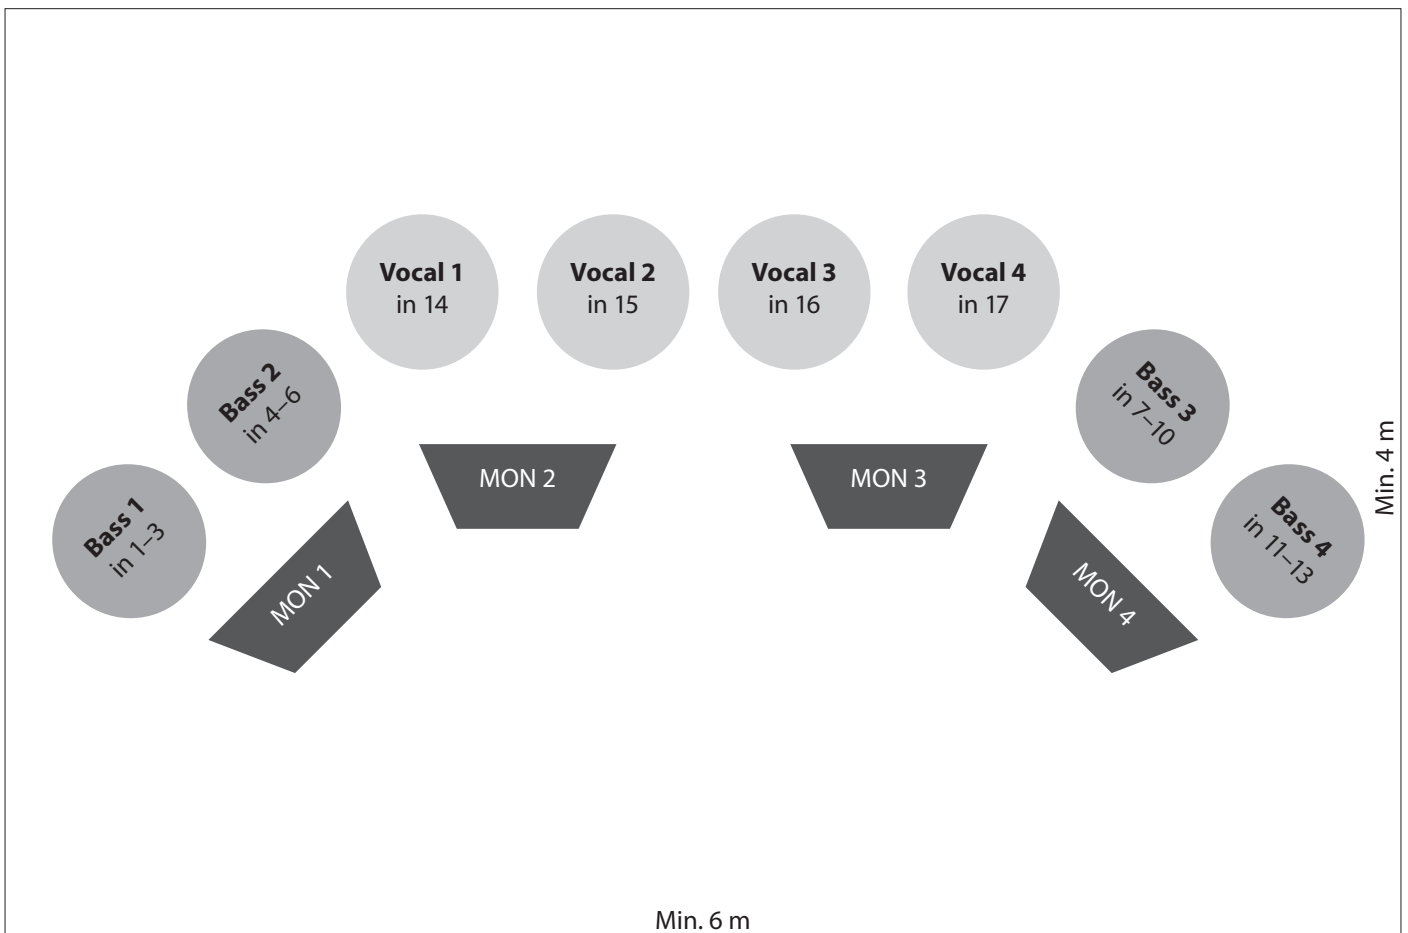 Vocal 1
in 14
Vocal 2
in 15
Vocal 3
in 16
Vocal 4
in 17
Bass 2
in 4–6
Bass 3
in 7–10
Bass 1
in 1–3
Bass 4
in 11–13
MON 2
MON 3
MON 1
MON 4
Min. 4 m
Min. 6 m